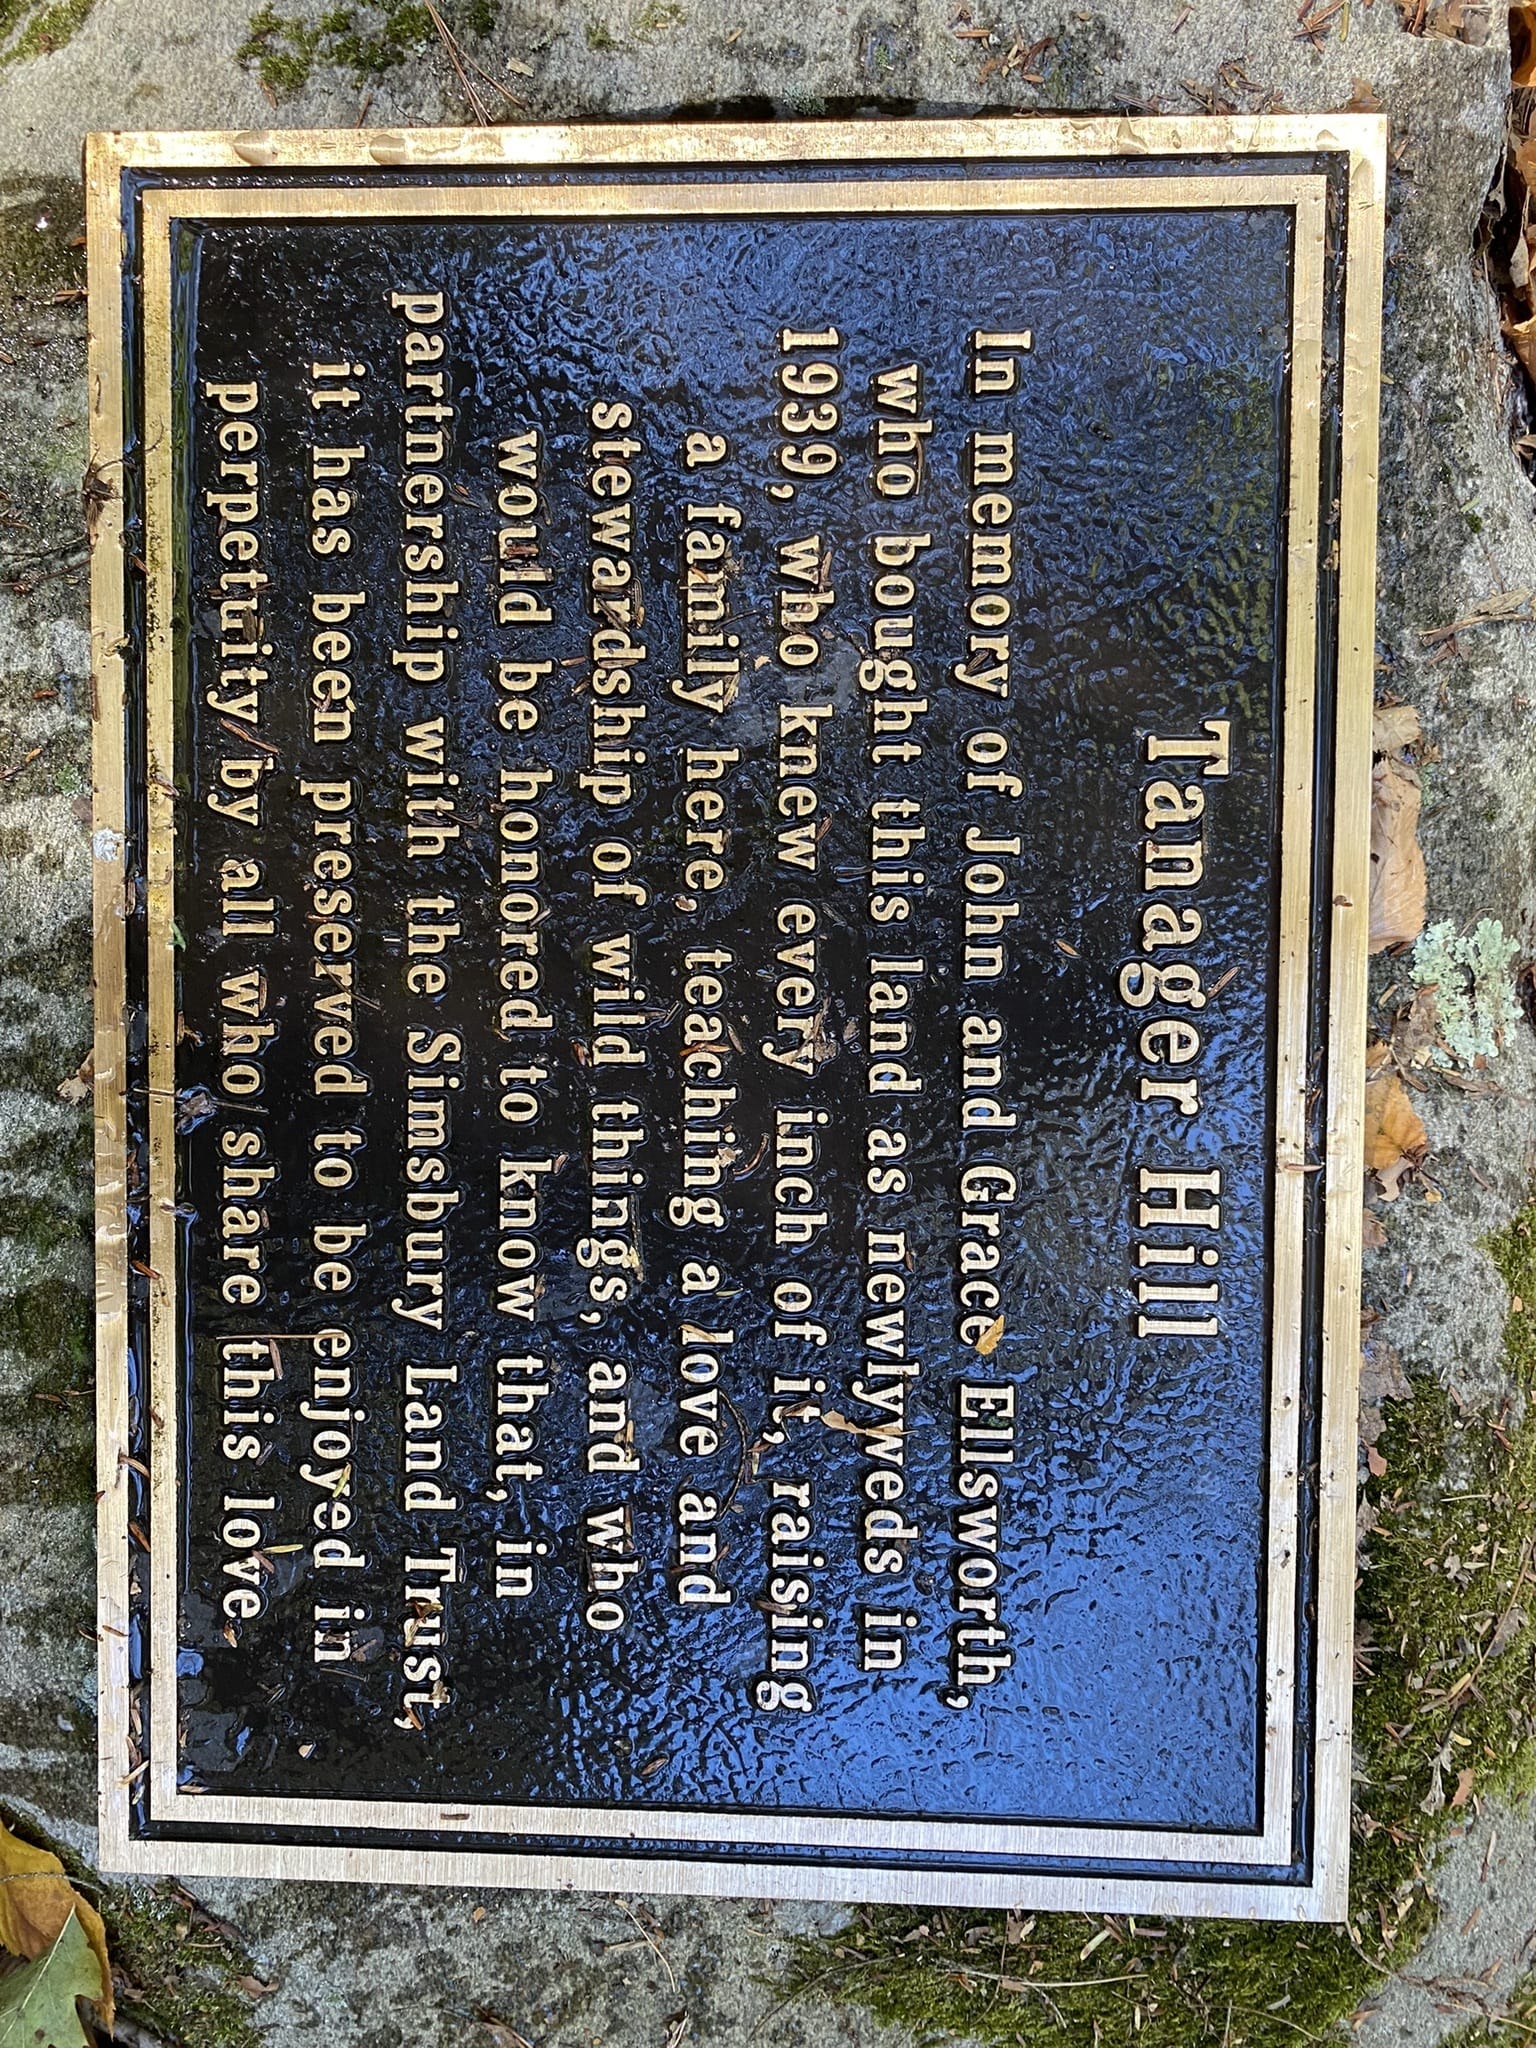 Tanager Hill
In memory of John and Grace Ellsworth,
who bought this land as newlyweds in
1939, who knew every inch of it, raising
a family here, teaching a love and
stewardship of wild things, and who
would be honored to know that, in
partnership with the Simsbury Land Trust,
it has been preserved to be enjoyed in
perpetuity by all who share this love